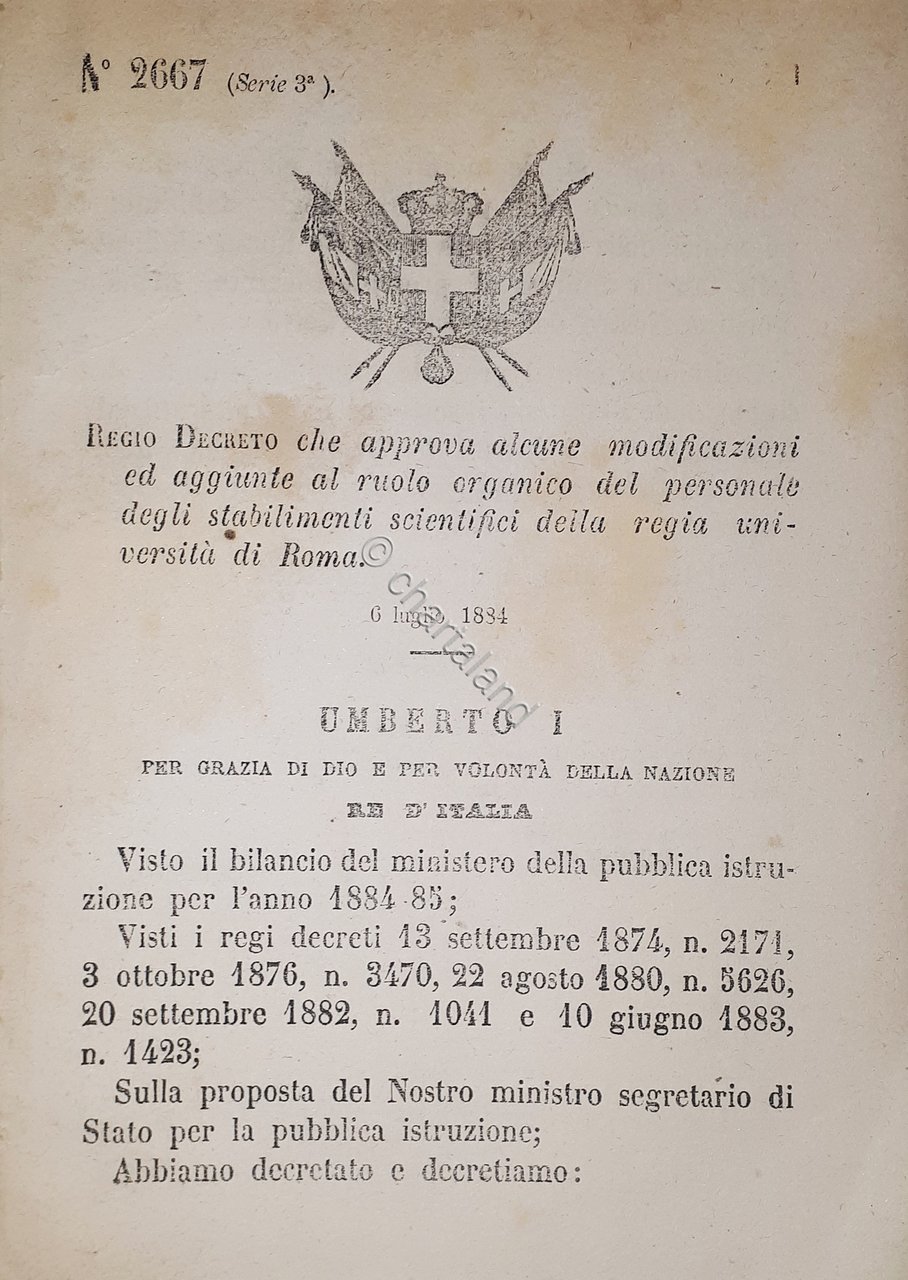 N° 2667 (Serie 3ª).
1
REGIO DECRETO che approva alcune modificazioni
ed aggiunte al ruolo organico del personale
degli stabilimenti scientifici della regia uni-
versità di Roma.
© chartaland
6 luglio 1884
UMBERTO I
PER GRAZIA DI DIO E PER VOLONTÀ DELLA NAZIONE
RE D'ITALIA
Visto il bilancio del ministero della pubblica istru-
zione per l'anno 1884-85;
Visti i regi decreti 13 settembre 1874, n. 2171,
3 ottobre 1876, n. 3470, 22 agosto 1880, n. 5626,
20 settembre 1882, n. 1041 e 10 giugno 1883,
n. 1423;
Sulla proposta del Nostro ministro segretario di
Stato per la pubblica istruzione;
Abbiamo decretato e decretiamo: